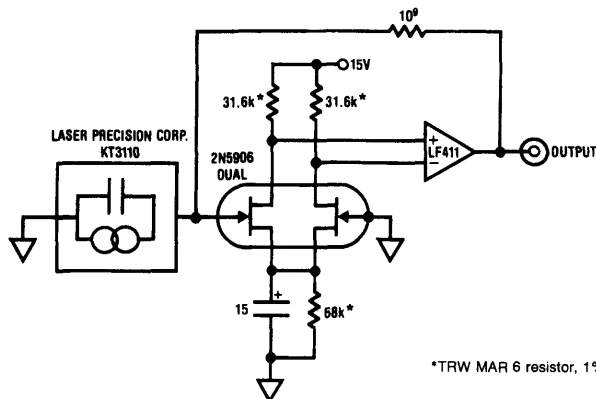 10⁹
15V
31.6k* 31.6k*
LASER PRECISION CORP.
KT3110
2N5906
DUAL
+
LF411
−
OUTPUT
+
15
68k*
*TRW MAR 6 resistor, 1%